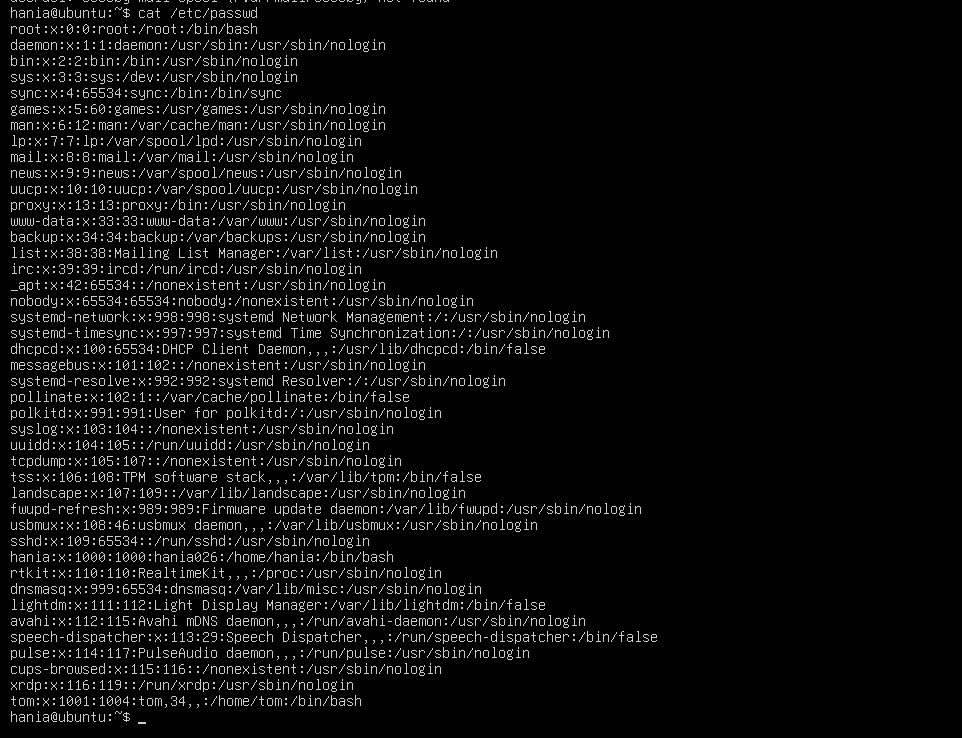 hania@ubuntu:~$ cat /etc/passwd
root:x:0:0:root:/root:/bin/bash
daemon:x:1:1:daemon:/usr/sbin:/usr/sbin/nologin
bin:x:2:2:bin:/bin:/usr/sbin/nologin
sys:x:3:3:sys:/dev:/usr/sbin/nologin
sync:x:4:65534:sync:/bin:/bin/sync
games:x:5:60:games:/usr/games:/usr/sbin/nologin
man:x:6:12:man:/var/cache/man:/usr/sbin/nologin
lp:x:7:7:lp:/var/spool/lpd:/usr/sbin/nologin
mail:x:8:8:mail:/var/mail:/usr/sbin/nologin
news:x:9:9:news:/var/spool/news:/usr/sbin/nologin
uucp:x:10:10:uucp:/var/spool/uucp:/usr/sbin/nologin
proxy:x:13:13:proxy:/bin:/usr/sbin/nologin
www-data:x:33:33:www-data:/var/www:/usr/sbin/nologin
backup:x:34:34:backup:/var/backups:/usr/sbin/nologin
list:x:38:38:Mailing List Manager:/var/list:/usr/sbin/nologin
irc:x:39:39:ircd:/run/ircd:/usr/sbin/nologin
_apt:x:42:65534::/nonexistent:/usr/sbin/nologin
nobody:x:65534:65534:nobody:/nonexistent:/usr/sbin/nologin
systemd-network:x:998:998:systemd Network Management:/:/usr/sbin/nologin
systemd-timesync:x:997:997:systemd Time Synchronization:/:/usr/sbin/nologin
dhcpcd:x:100:65534:DHCP Client Daemon,,,:/usr/lib/dhcpcd:/bin/false
messagebus:x:101:102::/nonexistent:/usr/sbin/nologin
systemd-resolve:x:992:992:systemd Resolver:/:/usr/sbin/nologin
pollinate:x:102:1::/var/cache/pollinate:/bin/false
polkitd:x:991:991:User for polkitd:/:/usr/sbin/nologin
syslog:x:103:104::/nonexistent:/usr/sbin/nologin
uuidd:x:104:105::/run/uuidd:/usr/sbin/nologin
tcpdump:x:105:107::/nonexistent:/usr/sbin/nologin
tss:x:106:108:TPM software stack,,,:/var/lib/tpm:/bin/false
landscape:x:107:109::/var/lib/landscape:/usr/sbin/nologin
fwupd-refresh:x:989:989:Firmware update daemon:/var/lib/fwupd:/usr/sbin/nologin
usbmux:x:108:46:usbmux daemon,,,:/var/lib/usbmux:/usr/sbin/nologin
sshd:x:109:65534::/run/sshd:/usr/sbin/nologin
hania:x:1000:1000:hania026:/home/hania:/bin/bash
rtkit:x:110:110:RealtimeKit,,,:/proc:/usr/sbin/nologin
dnsmasq:x:999:65534:dnsmasq:/var/lib/misc:/usr/sbin/nologin
lightdm:x:111:112:Light Display Manager:/var/lib/lightdm:/bin/false
avahi:x:112:115:Avahi mDNS daemon,,,:/run/avahi-daemon:/usr/sbin/nologin
speech-dispatcher:x:113:29:Speech Dispatcher,,,:/run/speech-dispatcher:/bin/false
pulse:x:114:117:PulseAudio daemon,,,:/run/pulse:/usr/sbin/nologin
cups-browsed:x:115:116::/nonexistent:/usr/sbin/nologin
xrdp:x:116:119::/run/xrdp:/usr/sbin/nologin
tom:x:1001:1004:tom,34,,:/home/tom:/bin/bash
hania@ubuntu:~$ _